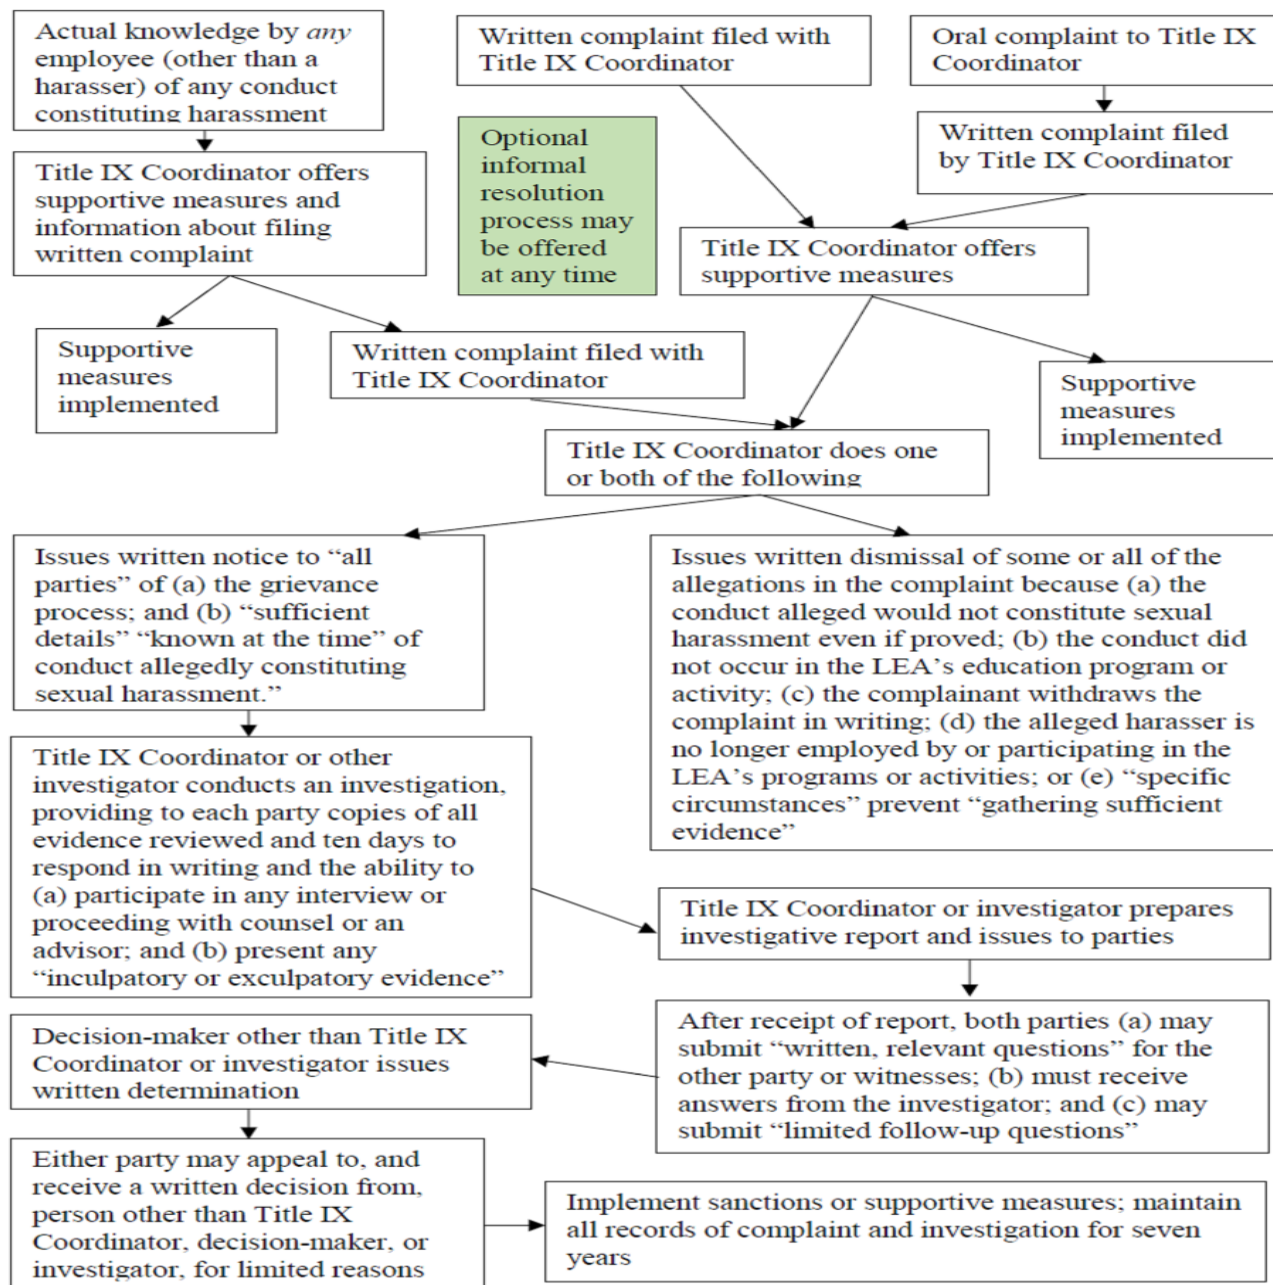 Actual knowledge by any
employee (other than a
harasser) of any conduct
constituting harassment
Written complaint filed with
Title IX Coordinator
Oral complaint to Title IX
Coordinator
Optional
informal
resolution
process may
be offered
at any time
Written complaint filed
by Title IX Coordinator
Title IX Coordinator offers
supportive measures and
information about filing
written complaint
Title IX Coordinator offers
supportive measures
Supportive
measures
implemented
Written complaint filed with
Title IX Coordinator
Supportive
measures
implemented
Title IX Coordinator does one
or both of the following
Issues written notice to “all
parties” of (a) the grievance
process; and (b) “sufficient
details” “known at the time” of
conduct allegedly constituting
sexual harassment.”
Issues written dismissal of some or all of the
allegations in the complaint because (a) the
conduct alleged would not constitute sexual
harassment even if proved; (b) the conduct did
not occur in the LEA’s education program or
activity; (c) the complainant withdraws the
complaint in writing; (d) the alleged harasser is
no longer employed by or participating in the
LEA’s programs or activities; or (e) “specific
circumstances” prevent “gathering sufficient
evidence”
Title IX Coordinator or other
investigator conducts an investigation,
providing to each party copies of all
evidence reviewed and ten days to
respond in writing and the ability to
(a) participate in any interview or
proceeding with counsel or an
advisor; and (b) present any
“inculpatory or exculpatory evidence”
Title IX Coordinator or investigator prepares
investigative report and issues to parties
After receipt of report, both parties (a) may
submit “written, relevant questions” for the
other party or witnesses; (b) must receive
answers from the investigator; and (c) may
submit “limited follow-up questions”
Decision-maker other than Title IX
Coordinator or investigator issues
written determination
Either party may appeal to, and
receive a written decision from,
person other than Title IX
Coordinator, decision-maker, or
investigator, for limited reasons
Implement sanctions or supportive measures; maintain
all records of complaint and investigation for seven
years